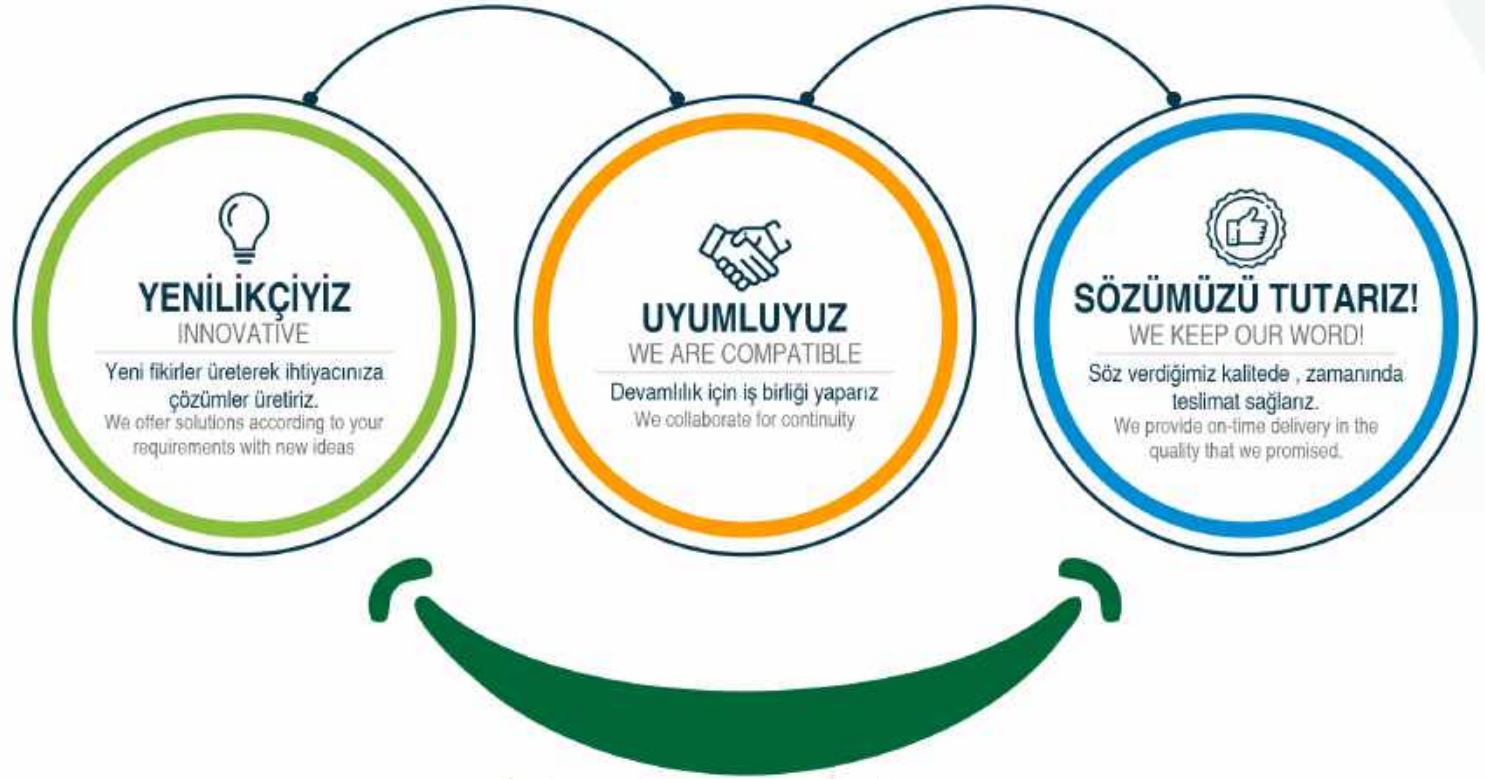 YENİLİKÇİYİZ
INNOVATIVE
Yeni fikirler üreterek ihtiyacınıza
çözümler üretiriz.
We offer solutions according to your
requirements with new ideas
UYUMLUYUZ
WE ARE COMPATIBLE
Devamlılık için iş birliği yaparız
We collaborate for continuity
SÖZÜMÜZÜ TUTARIZ!
WE KEEP OUR WORD!
Söz verdiğimiz kalitede , zamanında
teslimat sağlarız.
We provide on-time delivery in the
quality that we promised.